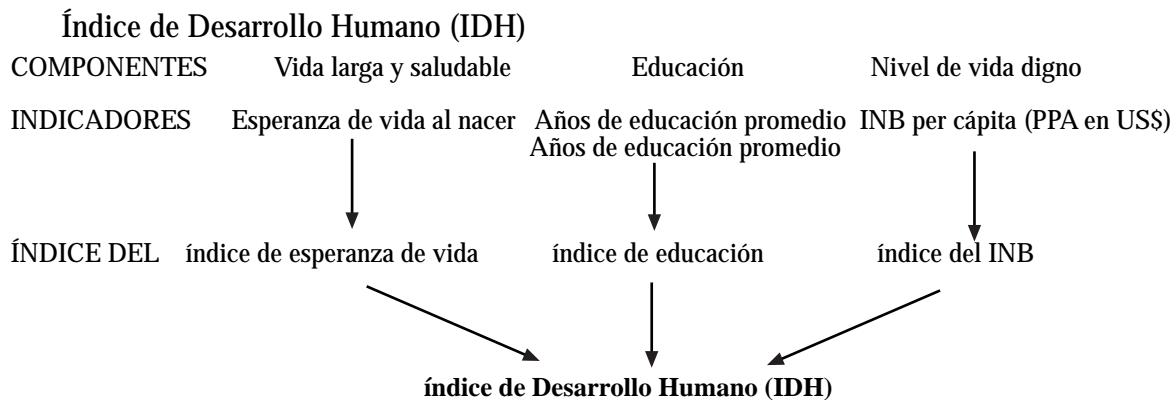 Índice de Desarrollo Humano (IDH)
COMPONENTES Vida larga y saludable Educación Nivel de vida digno
INDICADORES Esperanza de vida al nacer Años de educación promedio INB per cápita (PPA en US$)
Años de educación promedio
ÍNDICE DEL índice de esperanza de vida índice de educación índice del INB
índice de Desarrollo Humano (IDH)